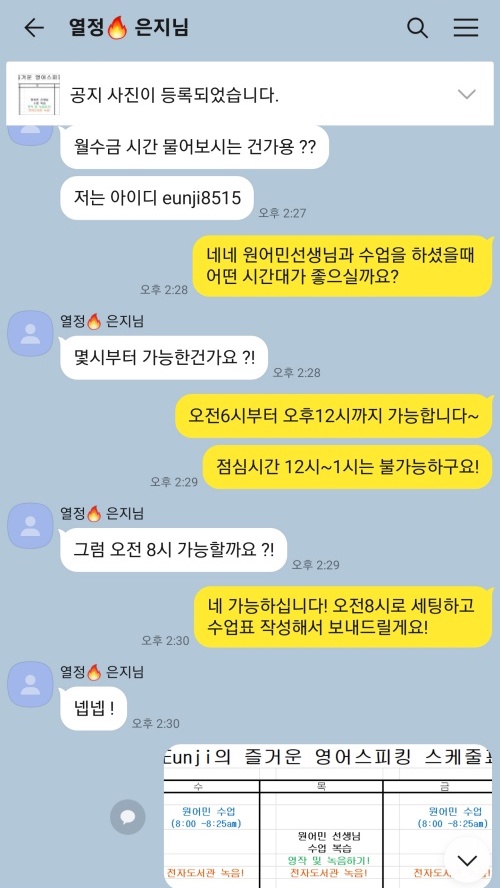 열정🔥 은지님
공지 사진이 등록되었습니다.
월수금 시간 물어보시는 건가용 ??
저는 아이디 eunji8515
오후 2:27
네네 원어민선생님과 수업을 하셨을때
어떤 시간대가 좋으실까요?
오후 2:28
열정🔥 은지님
몇시부터 가능한건가요 ?!
오후 2:28
오전6시부터 오후12시까지 가능합니다~
점심시간 12시~1시는 불가능하구요!
오후 2:29
열정🔥 은지님
그럼 오전 8시 가능할까요 ?!
오후 2:29
네 가능하십니다! 오전8시로 세팅하고
수업표 작성해서 보내드릴게요!
오후 2:30
열정🔥 은지님
넵넵 !
오후 2:30
Eunji의 즐거운 영어스피킹 스케줄표
수 목 금
원어민 수업 원어민 수업
(8:00 -8:25am) (8:00 -8:25am)
원어민 선생님
수업 복습
영작 및 녹음하기!
전자도서관 녹음! 전자도서관 녹음!